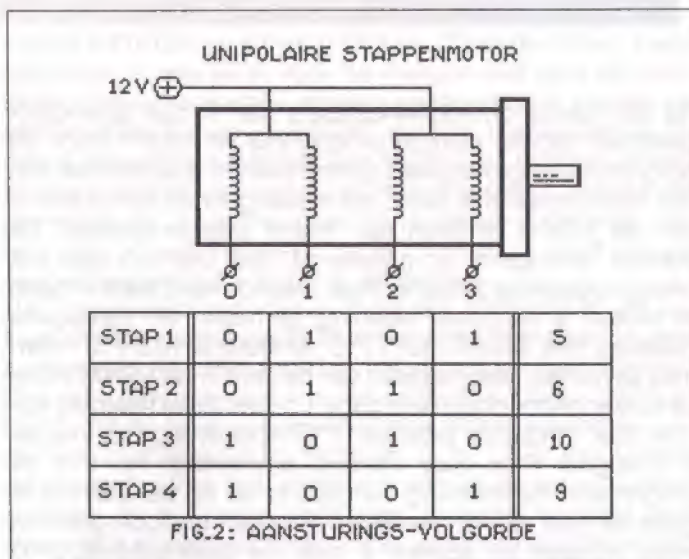 UNIPOLAIRE STAPPENMOTOR
12 V +
0 1 2 3
STAP 1 0 1 0 1 5
STAP 2 0 1 1 0 6
STAP 3 1 0 1 0 10
STAP 4 1 0 0 1 9
FIG.2: AANSTURINGS-VOLGORDE